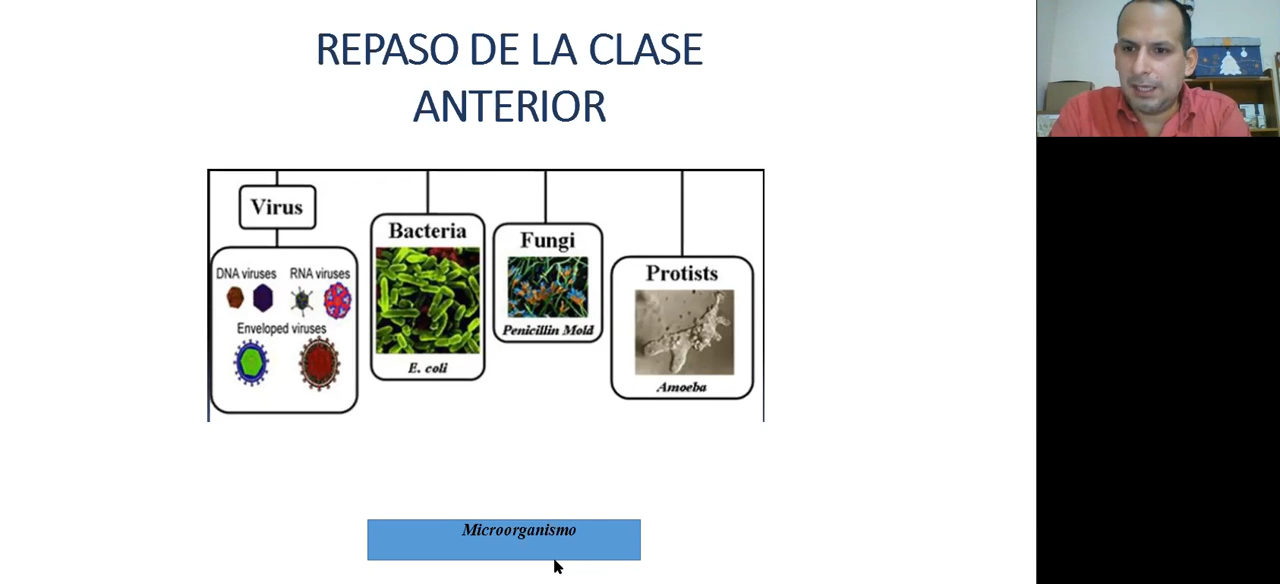 REPASO DE LA CLASE
ANTERIOR
Virus
DNA viruses RNA viruses
Enveloped viruses
Bacteria
E. coli
Fungi
Penicillin Mold
Protists
Amoeba
Microorganismo